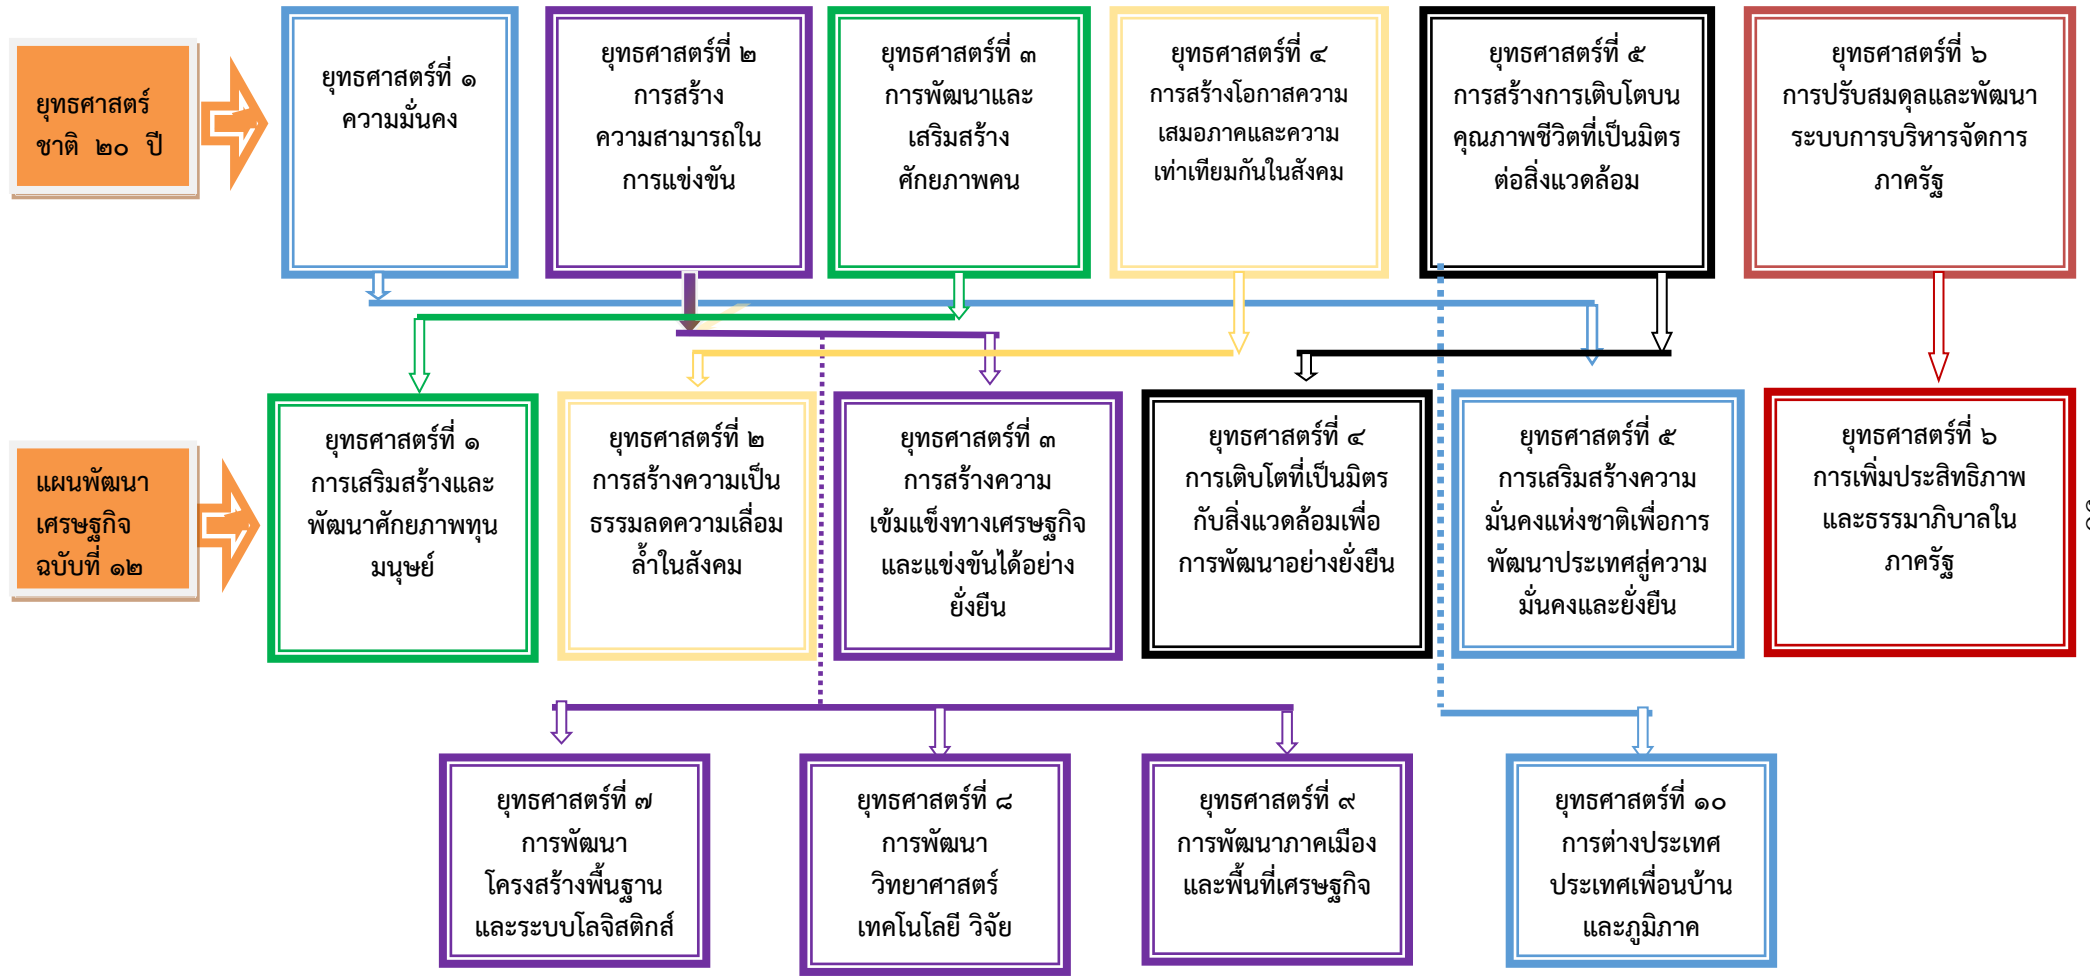 ยุทธศาสตร์
ชาติ ๒๐ ปี
ยุทธศาสตร์ที่ ๑
ความมั่นคง
ยุทธศาสตร์ที่ ๒
การสร้าง
ความสามารถใน
การแข่งขัน
ยุทธศาสตร์ที่ ๓
การพัฒนาและ
เสริมสร้าง
ศักยภาพคน
ยุทธศาสตร์ที่ ๔
การสร้างโอกาสความ
เสมอภาคและความ
เท่าเทียมกันในสังคม
ยุทธศาสตร์ที่ ๕
การสร้างการเติบโตบน
คุณภาพชีวิตที่เป็นมิตร
ต่อสิ่งแวดล้อม
ยุทธศาสตร์ที่ ๖
การปรับสมดุลและพัฒนา
ระบบการบริหารจัดการ
ภาครัฐ
แผนพัฒนา
เศรษฐกิจ
ฉบับที่ ๑๒
ยุทธศาสตร์ที่ ๑
การเสริมสร้างและ
พัฒนาศักยภาพทุน
มนุษย์
ยุทธศาสตร์ที่ ๒
การสร้างความเป็น
ธรรมลดความเลื่อม
ล้ำในสังคม
ยุทธศาสตร์ที่ ๓
การสร้างความ
เข้มแข็งทางเศรษฐกิจ
และแข่งขันได้อย่าง
ยั่งยืน
ยุทธศาสตร์ที่ ๔
การเติบโตที่เป็นมิตร
กับสิ่งแวดล้อมเพื่อ
การพัฒนาอย่างยั่งยืน
ยุทธศาสตร์ที่ ๕
การเสริมสร้างความ
มั่นคงแห่งชาติเพื่อการ
พัฒนาประเทศสู่ความ
มั่นคงและยั่งยืน
ยุทธศาสตร์ที่ ๖
การเพิ่มประสิทธิภาพ
และธรรมาภิบาลใน
ภาครัฐ
ยุทธศาสตร์ที่ ๗
การพัฒนา
โครงสร้างพื้นฐาน
และระบบโลจิสติกส์
ยุทธศาสตร์ที่ ๘
การพัฒนา
วิทยาศาสตร์
เทคโนโลยี วิจัย
ยุทธศาสตร์ที่ ๙
การพัฒนาภาคเมือง
และพื้นที่เศรษฐกิจ
ยุทธศาสตร์ที่ ๑๐
การต่างประเทศ
ประเทศเพื่อนบ้าน
และภูมิภาค